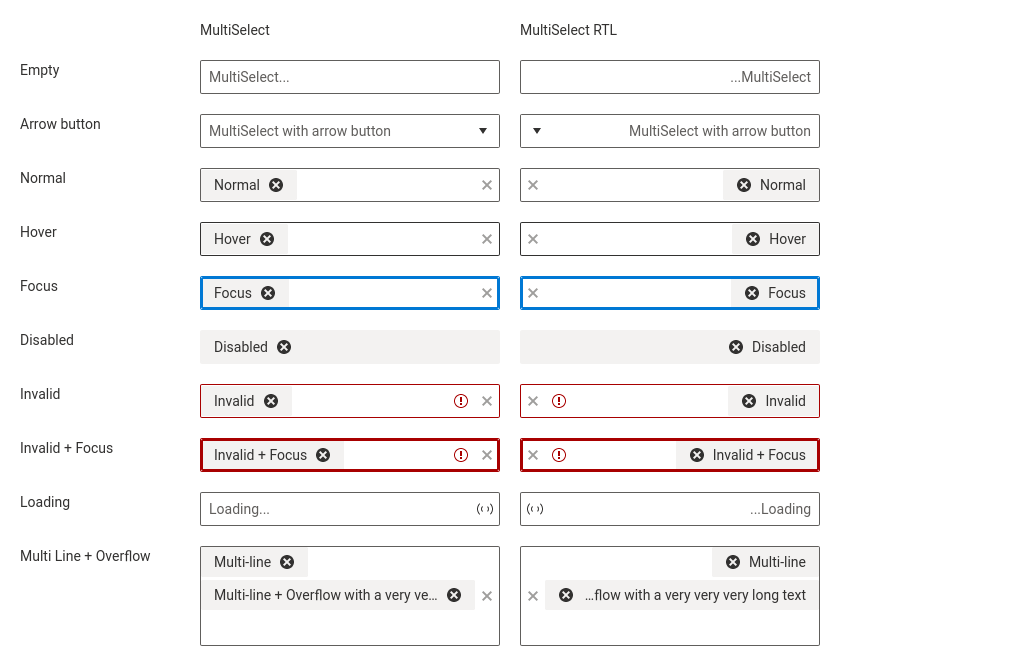 MultiSelect MultiSelect RTL
Empty MultiSelect... ...MultiSelect
Arrow button MultiSelect with arrow button MultiSelect with arrow button
Normal Normal Normal
Hover Hover Hover
Focus Focus Focus
Disabled Disabled Disabled
Invalid Invalid Invalid
Invalid + Focus Invalid + Focus Invalid + Focus
Loading Loading... ...Loading
Multi Line + Overflow Multi-line Multi-line
Multi-line + Overflow with a very ve... ...flow with a very very very long text